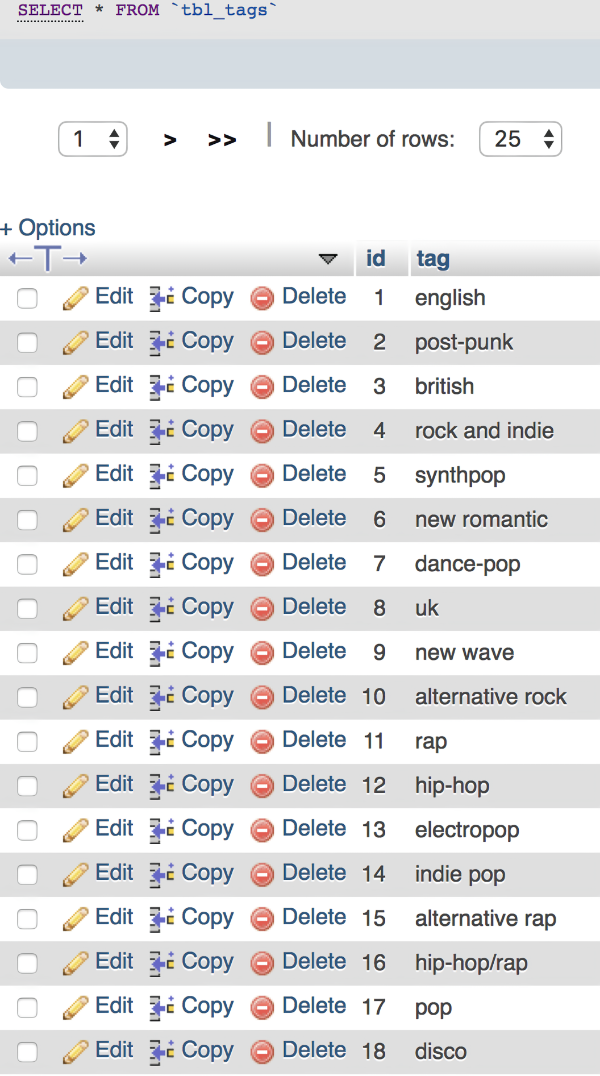 SELECT * FROM `tbl_tags`
1 > >> | Number of rows: 25
+ Options
←T→ id tag
Edit Copy Delete 1 english
Edit Copy Delete 2 post-punk
Edit Copy Delete 3 british
Edit Copy Delete 4 rock and indie
Edit Copy Delete 5 synthpop
Edit Copy Delete 6 new romantic
Edit Copy Delete 7 dance-pop
Edit Copy Delete 8 uk
Edit Copy Delete 9 new wave
Edit Copy Delete 10 alternative rock
Edit Copy Delete 11 rap
Edit Copy Delete 12 hip-hop
Edit Copy Delete 13 electropop
Edit Copy Delete 14 indie pop
Edit Copy Delete 15 alternative rap
Edit Copy Delete 16 hip-hop/rap
Edit Copy Delete 17 pop
Edit Copy Delete 18 disco